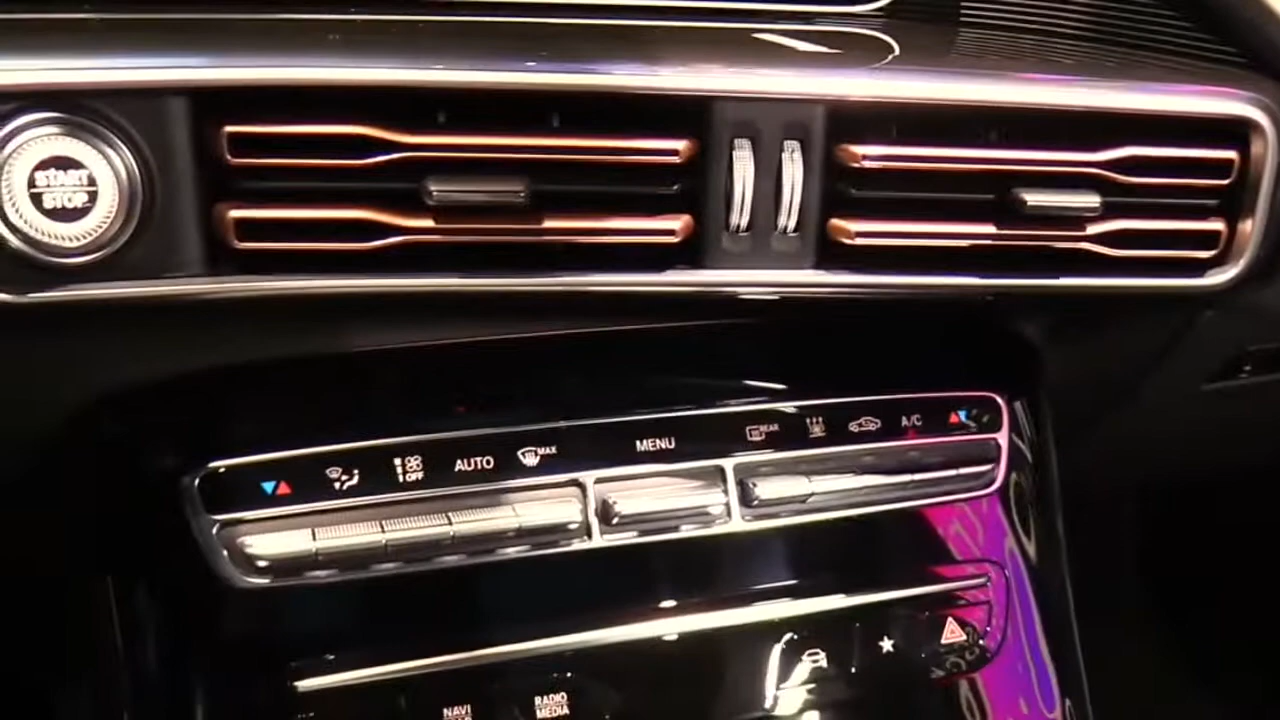 START
STOP
OFF
AUTO
MAX
MENU
REAR
A/C
NAVI
RADIO
MEDIA